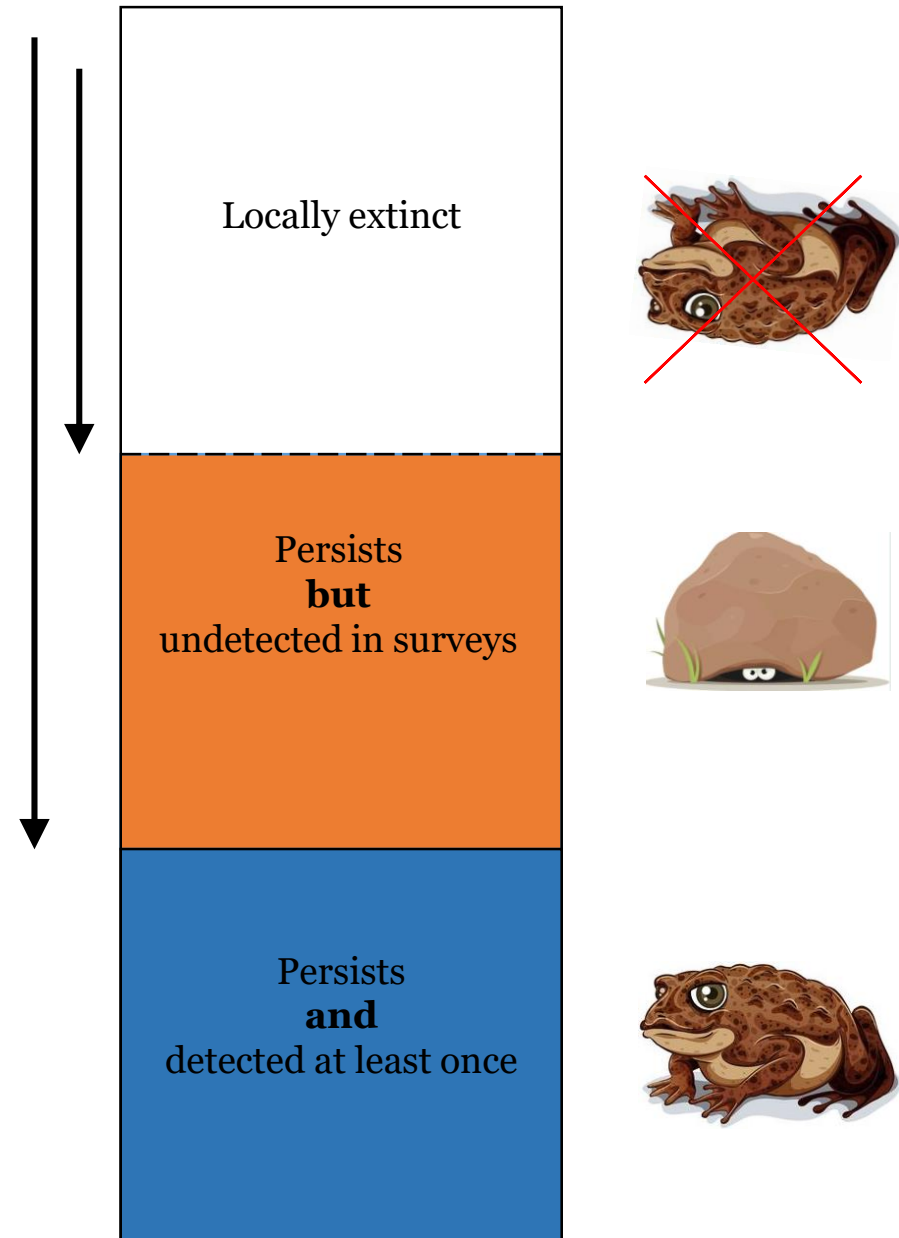 Locally extinct
Persists
but
undetected in surveys
Persists
and
detected at least once